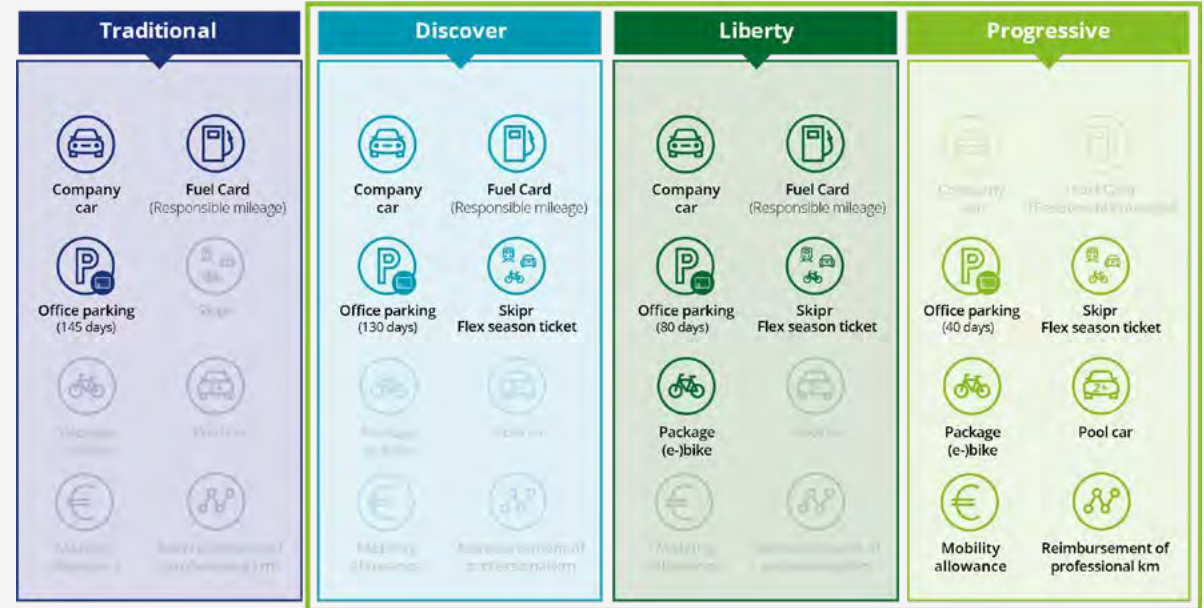 Traditional
Company
car
Fuel Card
(Responsible mileage)
Office parking
(145 days)
Discover
Company
car
Fuel Card
(Responsible mileage)
Office parking
(130 days)
Skipr
Flex season ticket
Liberty
Company
car
Fuel Card
(Responsible mileage)
Office parking
(80 days)
Skipr
Flex season ticket
Package
(e-)bike
Progressive
Office parking
(40 days)
Skipr
Flex season ticket
Package
(e-)bike
Pool car
Mobility
allowance
Reimbursement of
professional km